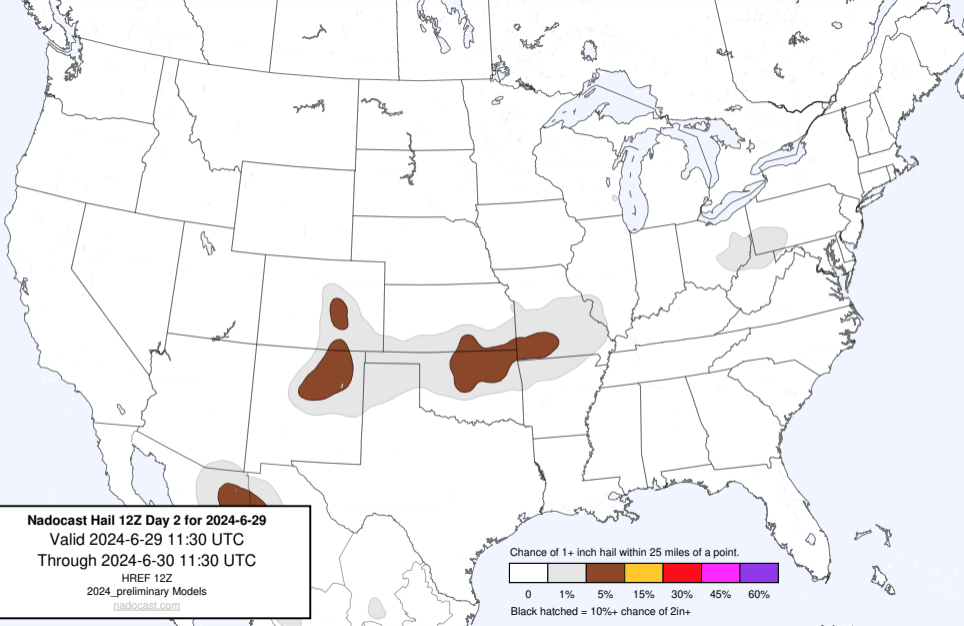 Nadocast Hail 12Z Day 2 for 2024-6-29
Valid 2024-6-29 11:30 UTC
Through 2024-6-30 11:30 UTC
HREF 12Z
2024_preliminary Models
nadocast.com
Chance of 1+ inch hail within 25 miles of a point.
0 1% 5% 15% 30% 45% 60%
Black hatched = 10%+ chance of 2in+